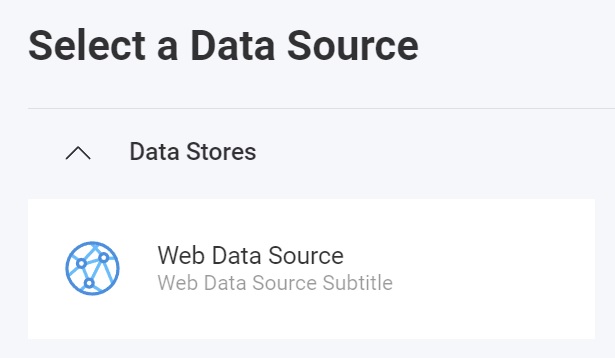 Select a Data Source
Data Stores
Web Data Source
Web Data Source Subtitle